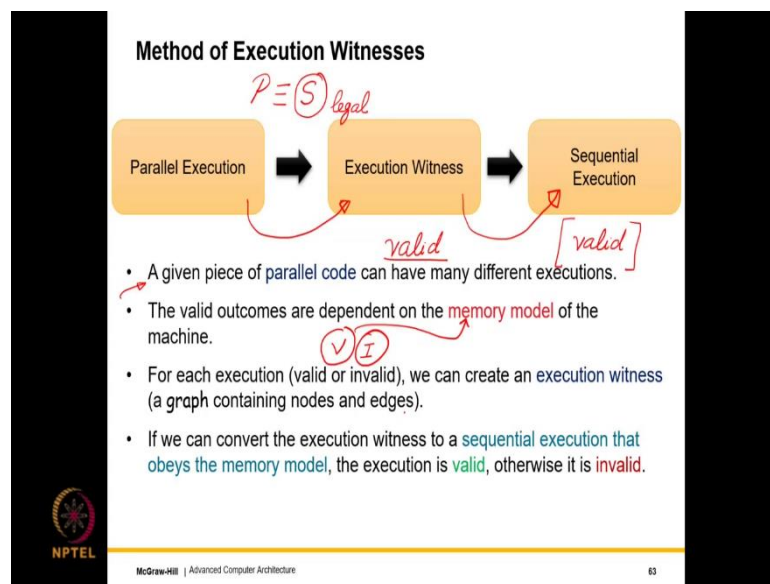 Method of Execution Witnesses
P ≡ S legal
Parallel Execution
Execution Witness
Sequential
Execution
valid
[valid]
• A given piece of parallel code can have many different executions.
• The valid outcomes are dependent on the memory model of the
machine.
V I
• For each execution (valid or invalid), we can create an execution witness
(a graph containing nodes and edges).
• If we can convert the execution witness to a sequential execution that
obeys the memory model, the execution is valid, otherwise it is invalid.
NPTEL
McGraw-Hill | Advanced Computer Architecture
63